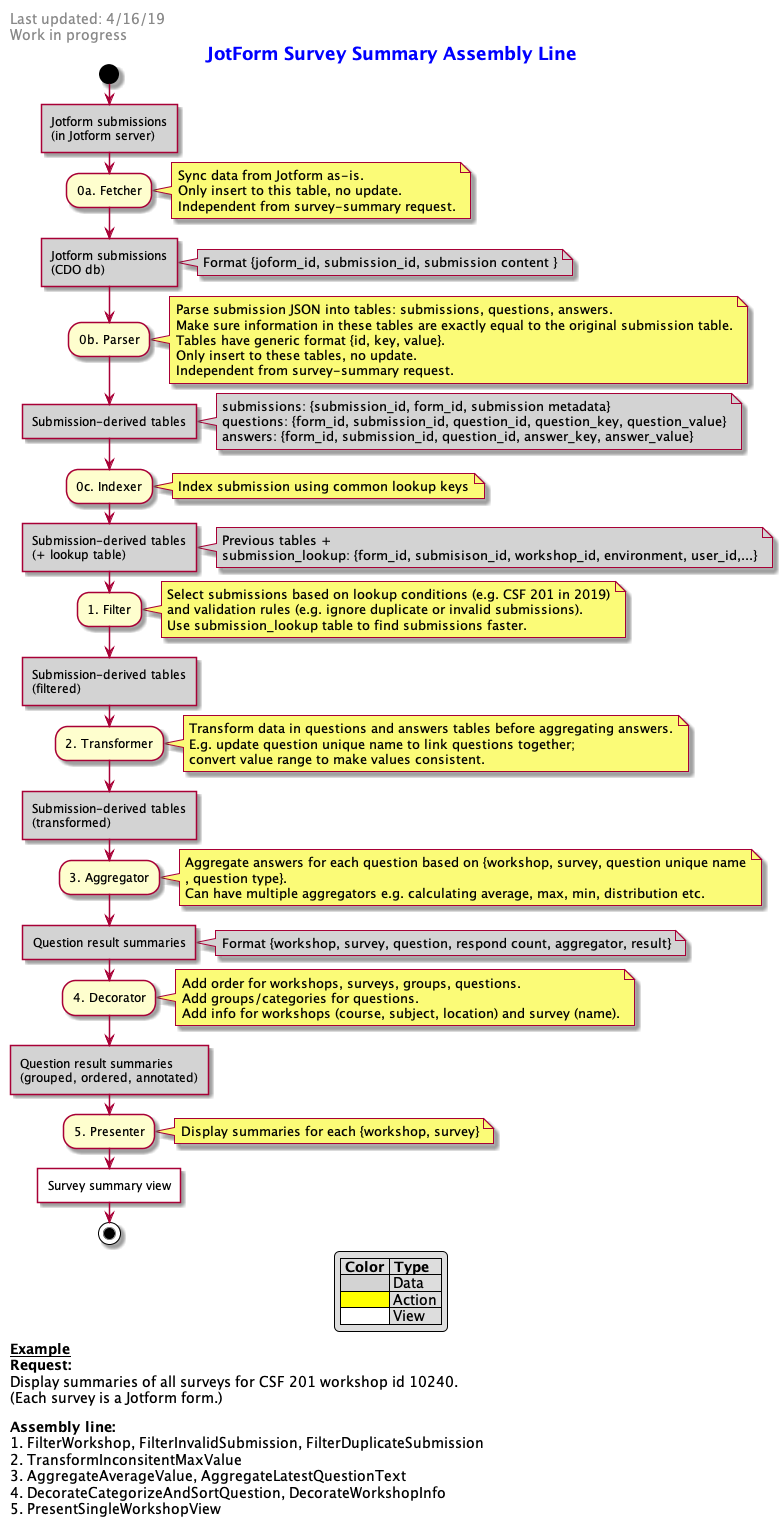 Last updated: 4/16/19
Work in progress
JotForm Survey Summary Assembly Line
Jotform submissions
(in Jotform server)
0a. Fetcher
Sync data from Jotform as-is.
Only insert to this table, no update.
Independent from survey-summary request.
Jotform submissions
(CDO db)
Format {joform_id, submission_id, submission content }
0b. Parser
Parse submission JSON into tables: submissions, questions, answers.
Make sure information in these tables are exactly equal to the original submission table.
Tables have generic format {id, key, value}.
Only insert to these tables, no update.
Independent from survey-summary request.
Submission-derived tables
submissions: {submission_id, form_id, submission metadata}
questions: {form_id, submission_id, question_id, question_key, question_value}
answers: {form_id, submission_id, question_id, answer_key, answer_value}
0c. Indexer
Index submission using common lookup keys
Submission-derived tables
(+ lookup table)
Previous tables +
submission_lookup: {form_id, submisison_id, workshop_id, environment, user_id,...}
1. Filter
Select submissions based on lookup conditions (e.g. CSF 201 in 2019)
and validation rules (e.g. ignore duplicate or invalid submissions).
Use submission_lookup table to find submissions faster.
Submission-derived tables
(filtered)
2. Transformer
Transform data in questions and answers tables before aggregating answers.
E.g. update question unique name to link questions together;
convert value range to make values consistent.
Submission-derived tables
(transformed)
3. Aggregator
Aggregate answers for each question based on {workshop, survey, question unique name
, question type}.
Can have multiple aggregators e.g. calculating average, max, min, distribution etc.
Question result summaries
Format {workshop, survey, question, respond count, aggregator, result}
4. Decorator
Add order for workshops, surveys, groups, questions.
Add groups/categories for questions.
Add info for workshops (course, subject, location) and survey (name).
Question result summaries
(grouped, ordered, annotated)
5. Presenter
Display summaries for each {workshop, survey}
Survey summary view
Color Type
Data
Action
View
Example
Request:
Display summaries of all surveys for CSF 201 workshop id 10240.
(Each survey is a Jotform form.)
Assembly line:
1. FilterWorkshop, FilterInvalidSubmission, FilterDuplicateSubmission
2. TransformInconsitentMaxValue
3. AggregateAverageValue, AggregateLatestQuestionText
4. DecorateCategorizeAndSortQuestion, DecorateWorkshopInfo
5. PresentSingleWorkshopView